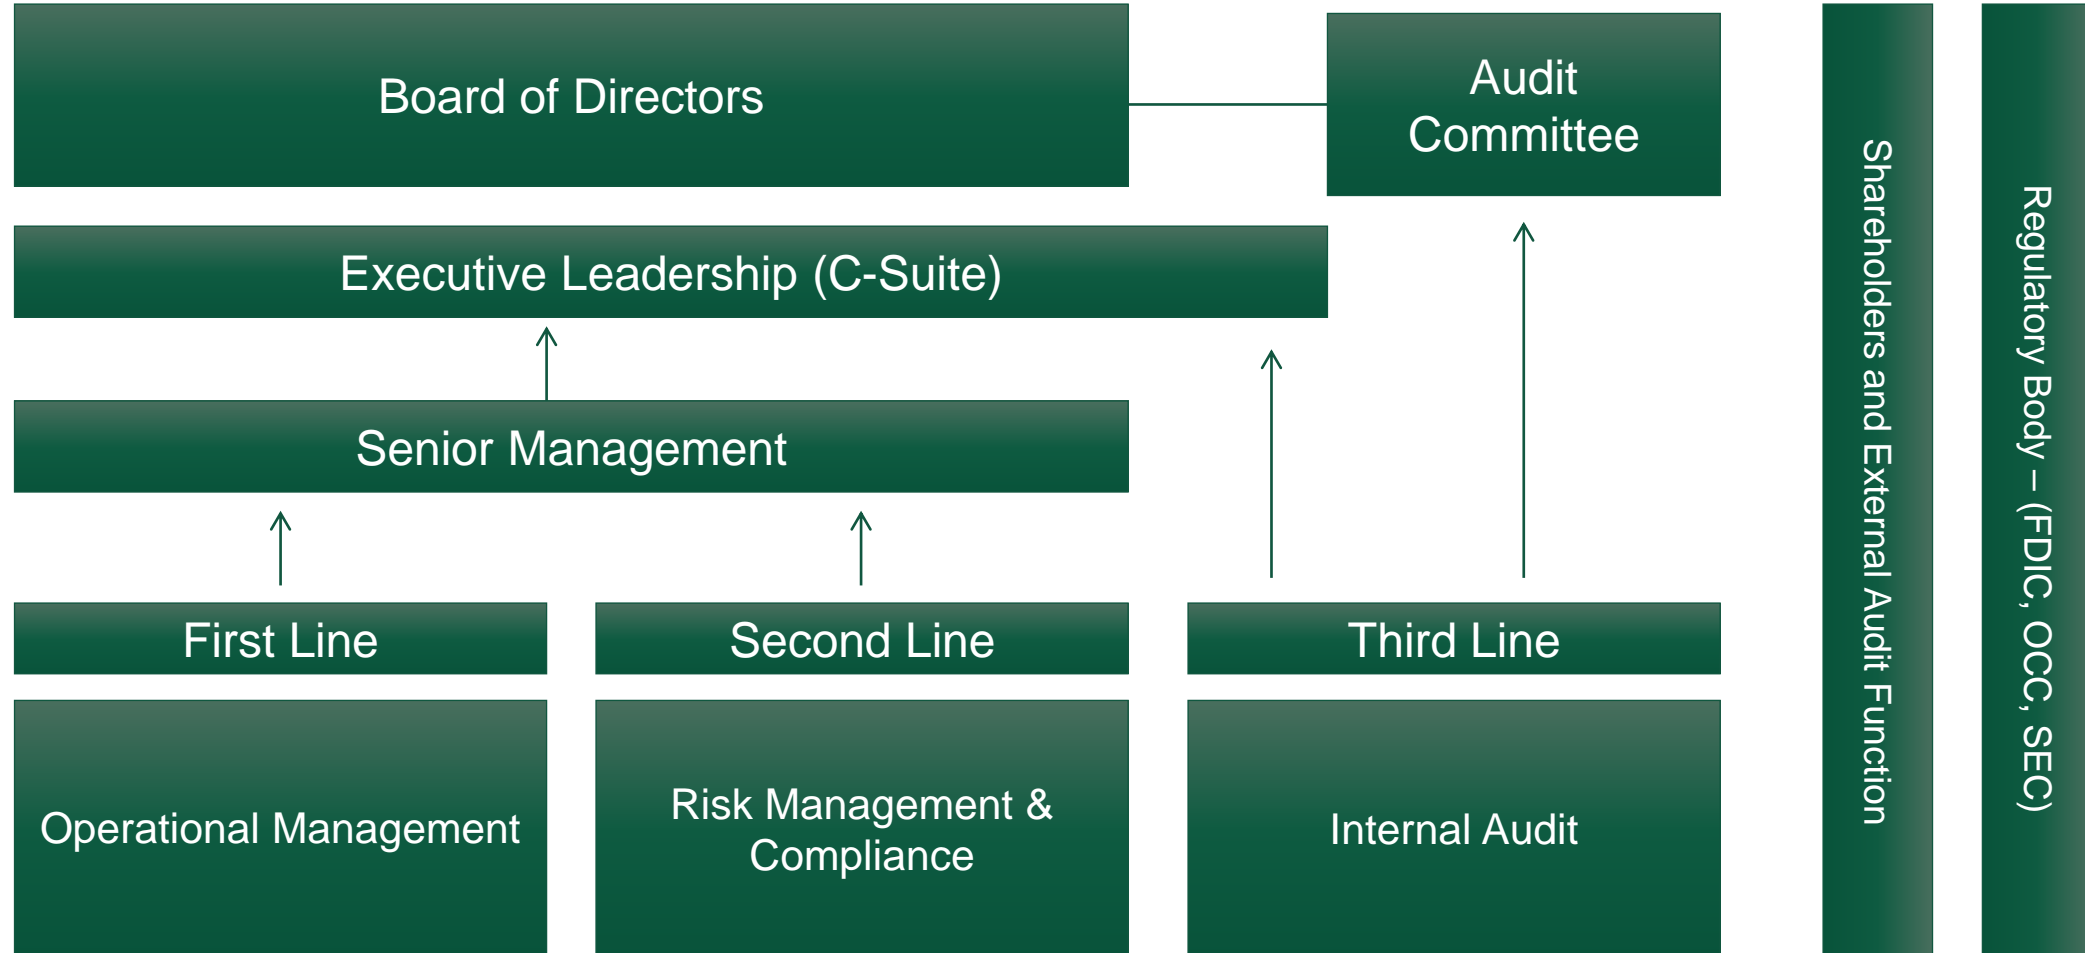 Board of Directors
Audit
Committee
Executive Leadership (C-Suite)
Senior Management
First Line
Second Line
Third Line
Operational Management
Risk Management &
Compliance
Internal Audit
Shareholders and External Audit Function
Regulatory Body – (FDIC, OCC, SEC)